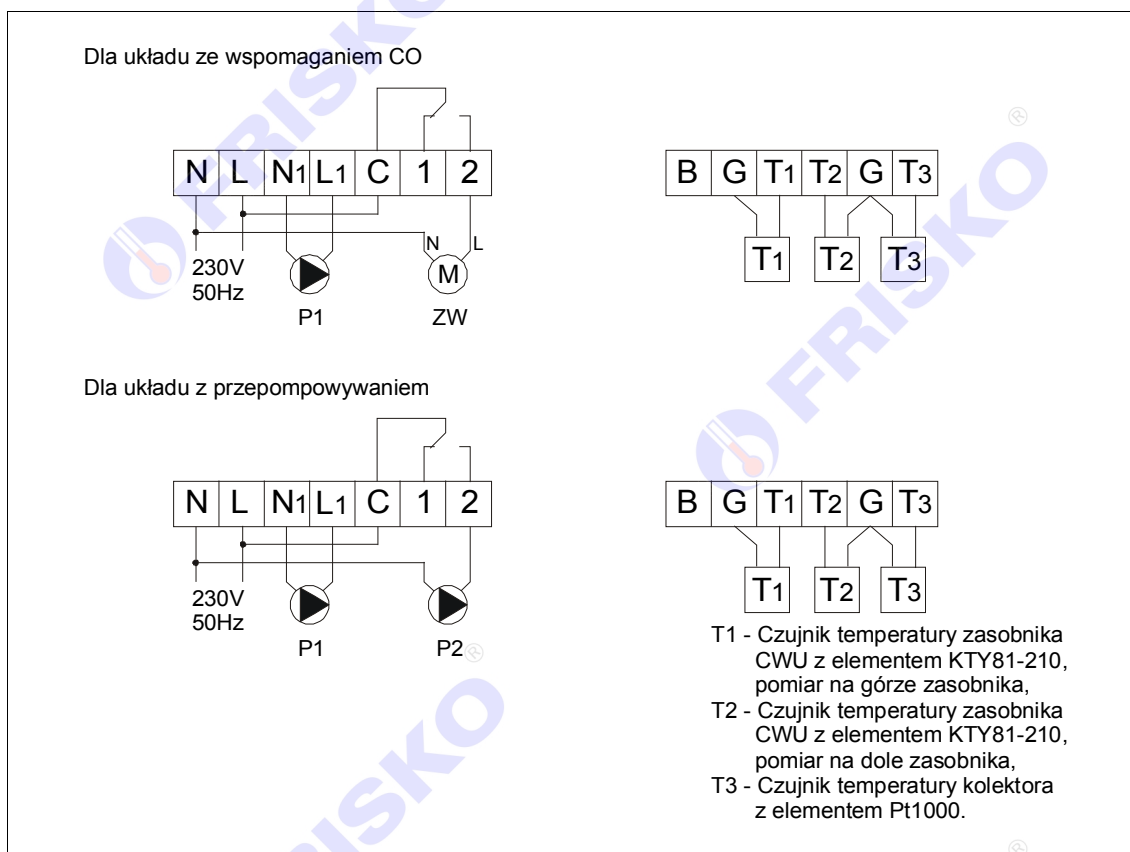 Dla układu ze wspomaganiem CO
N L N1 L1 C 1 2
B G T1 T2 G T3
N L
230V
50Hz
M
T1 T2 T3
P1 ZW
Dla układu z przepompowywaniem
N L N1 L1 C 1 2
B G T1 T2 G T3
230V
50Hz
T1 T2 T3
P1 P2
T1 - Czujnik temperatury zasobnika
CWU z elementem KTY81-210,
pomiar na górze zasobnika,
T2 - Czujnik temperatury zasobnika
CWU z elementem KTY81-210,
pomiar na dole zasobnika,
T3 - Czujnik temperatury kolektora
z elementem Pt1000.
FRISKO
FRISKO ®
FRISKO
FRISKO ®
®